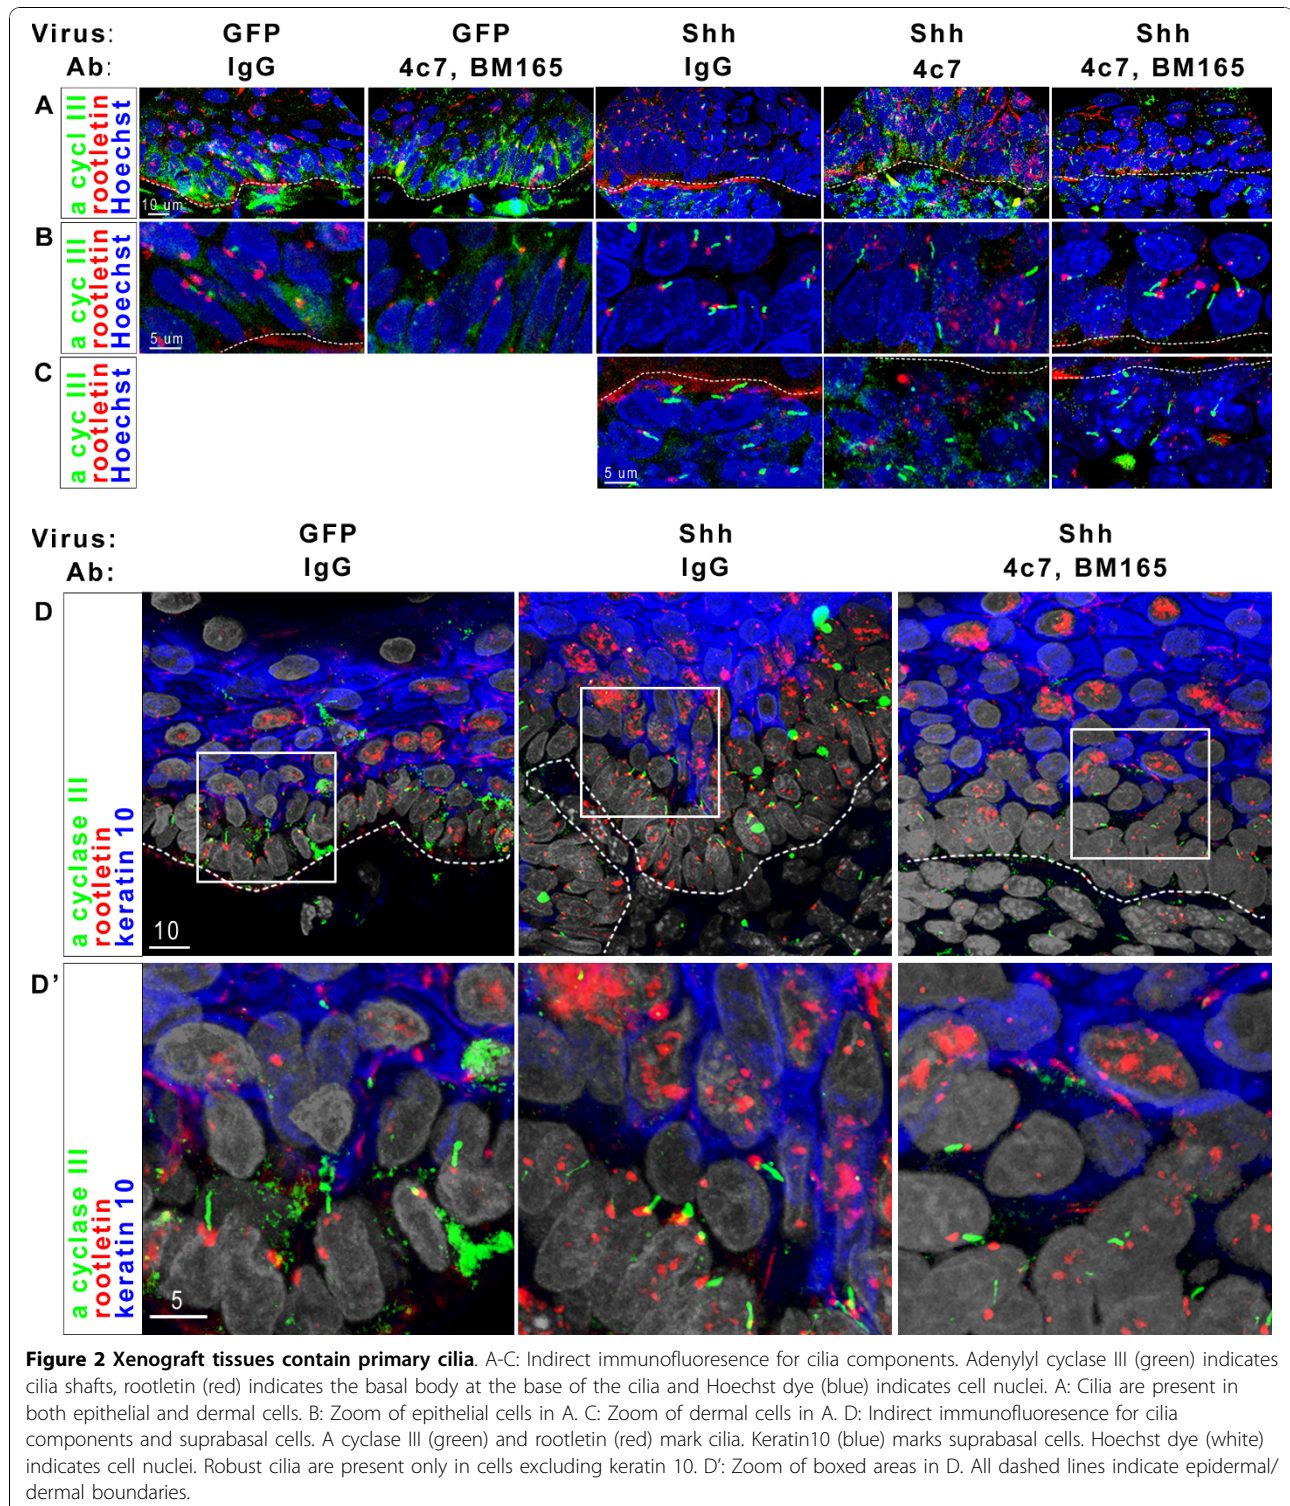 Virus: GFP GFP Shh Shh Shh
Ab: IgG 4c7, BM165 IgG 4c7 4c7, BM165
A
a cycl III
rootletin
Hoechst
10 um
B
a cyc III
rootletin
Hoechst
5 um
C
a cyc III
rootletin
Hoechst
5 um
Virus: GFP Shh Shh
Ab: IgG IgG 4c7, BM165
D
a cyclase III
rootletin
keratin 10
10
D’
a cyclase III
rootletin
keratin 10
5
Figure 2 Xenograft tissues contain primary cilia. A-C: Indirect immunofluoresence for cilia components. Adenylyl cyclase III (green) indicates
cilia shafts, rootletin (red) indicates the basal body at the base of the cilia and Hoechst dye (blue) indicates cell nuclei. A: Cilia are present in
both epithelial and dermal cells. B: Zoom of epithelial cells in A. C: Zoom of dermal cells in A. D: Indirect immunofluoresence for cilia
components and suprabasal cells. A cyclase III (green) and rootletin (red) mark cilia. Keratin10 (blue) marks suprabasal cells. Hoechst dye (white)
indicates cell nuclei. Robust cilia are present only in cells excluding keratin 10. D’: Zoom of boxed areas in D. All dashed lines indicate epidermal/
dermal boundaries.